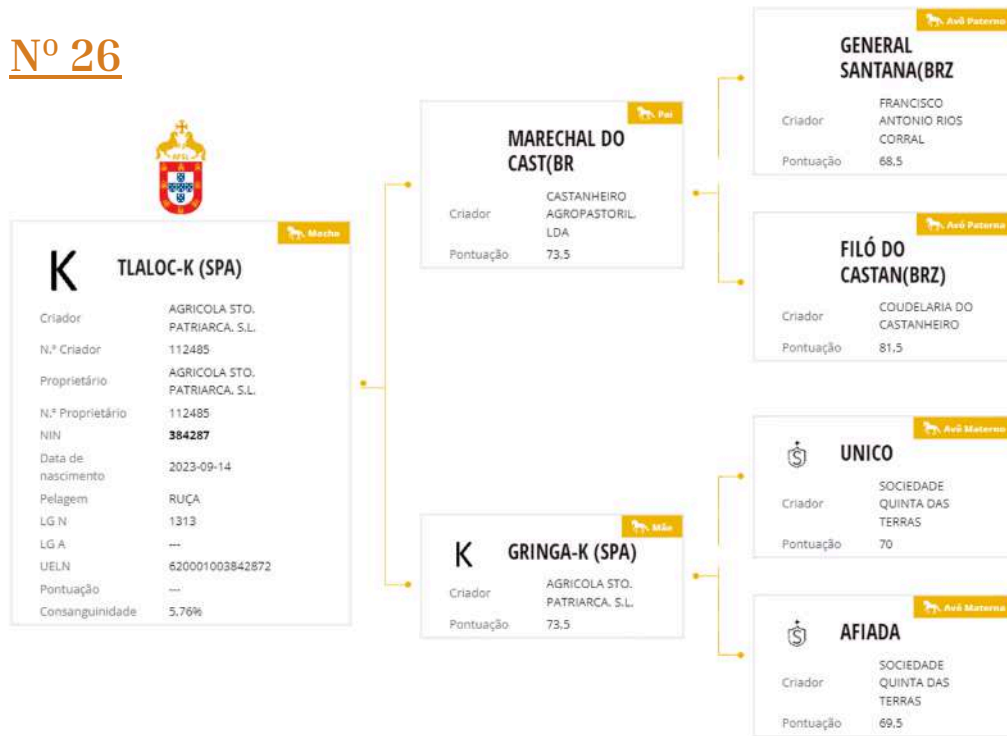 Nº 26
Macho
K
TLALOC-K (SPA)
Criador
AGRICOLA STO.
PATRIARCA. S.L.
N.º Criador
112485
Proprietário
AGRICOLA STO.
PATRIARCA. S.L.
N.º Proprietário
112485
NIN
384287
Data de
nascimento
2023-09-14
Pelagem
RUÇA
LG N
1313
LG A
---
UELN
620001003842872
Pontuação
---
Consanguinidade
5.76%
Pai
MARECHAL DO
CAST(BR
Criador
CASTANHEIRO
AGROPASTORIL.
LDA
Pontuação
73,5
Mãe
K
GRINGA-K (SPA)
Criador
AGRICOLA STO.
PATRIARCA. S.L.
Pontuação
73,5
Avô Paterno
GENERAL
SANTANA(BRZ
Criador
FRANCISCO
ANTONIO RIOS
CORRAL
Pontuação
68,5
Avó Paterna
FILÓ DO
CASTAN(BRZ)
Criador
COUDELARIA DO
CASTANHEIRO
Pontuação
81,5
Avô Materno
S
UNICO
Criador
SOCIEDADE
QUINTA DAS
TERRAS
Pontuação
70
Avó Materna
S
AFIADA
Criador
SOCIEDADE
QUINTA DAS
TERRAS
Pontuação
69,5